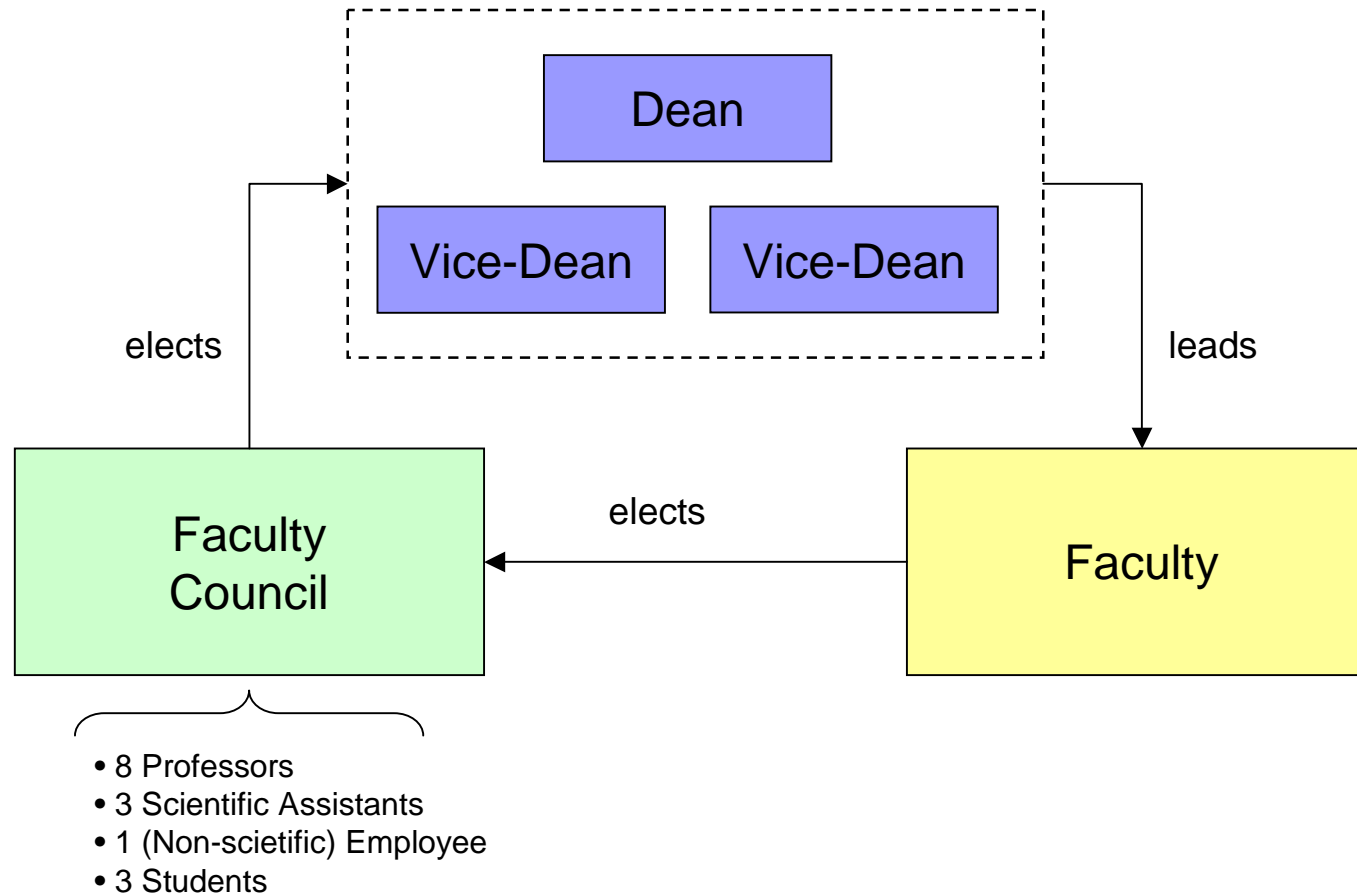 Dean
Vice-Dean
Vice-Dean
elects
leads
Faculty
Council
elects
Faculty
• 8 Professors
• 3 Scientific Assistants
• 1 (Non-scietific) Employee
• 3 Students